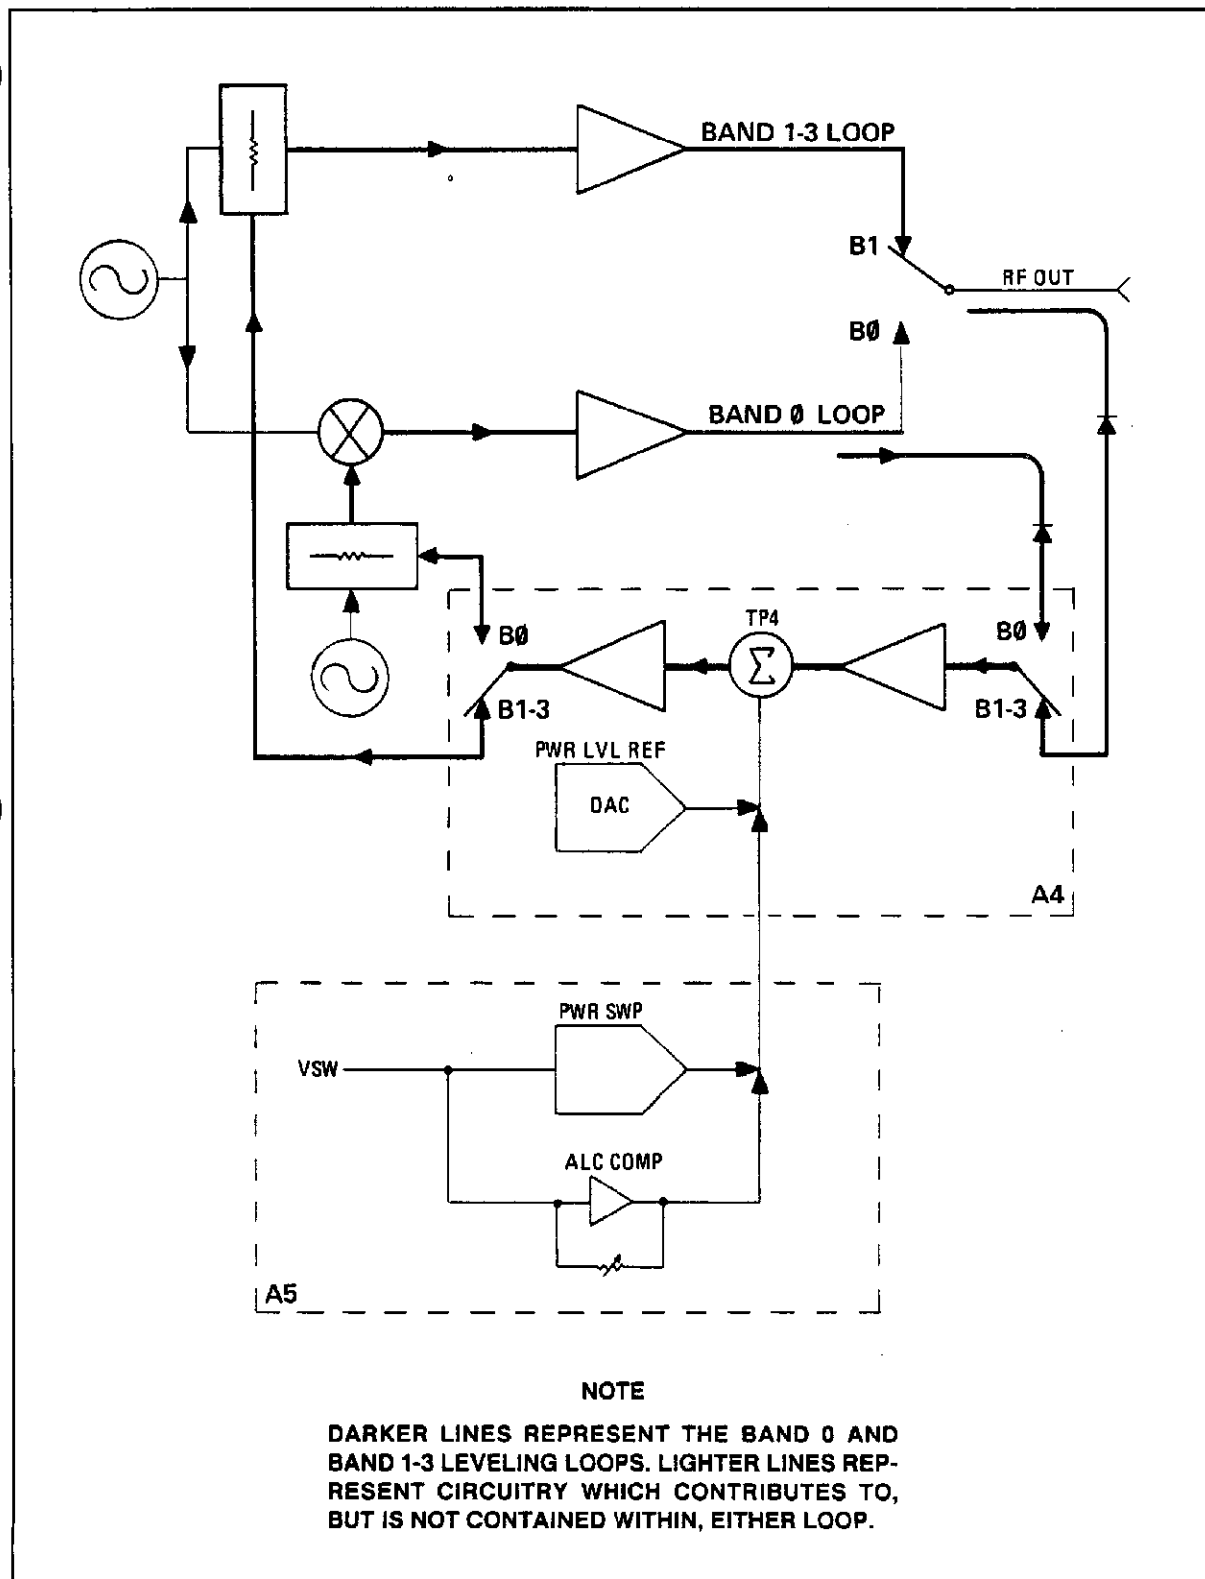 BAND 1-3 LOOP
B1
RF OUT
BØ
BAND Ø LOOP
TP4
BØ
BØ
Σ
B1-3
B1-3
PWR LVL REF
DAC
A4
PWR SWP
VSW
ALC COMP
A5
NOTE
DARKER LINES REPRESENT THE BAND 0 AND
BAND 1-3 LEVELING LOOPS. LIGHTER LINES REP-
RESENT CIRCUITRY WHICH CONTRIBUTES TO,
BUT IS NOT CONTAINED WITHIN, EITHER LOOP.